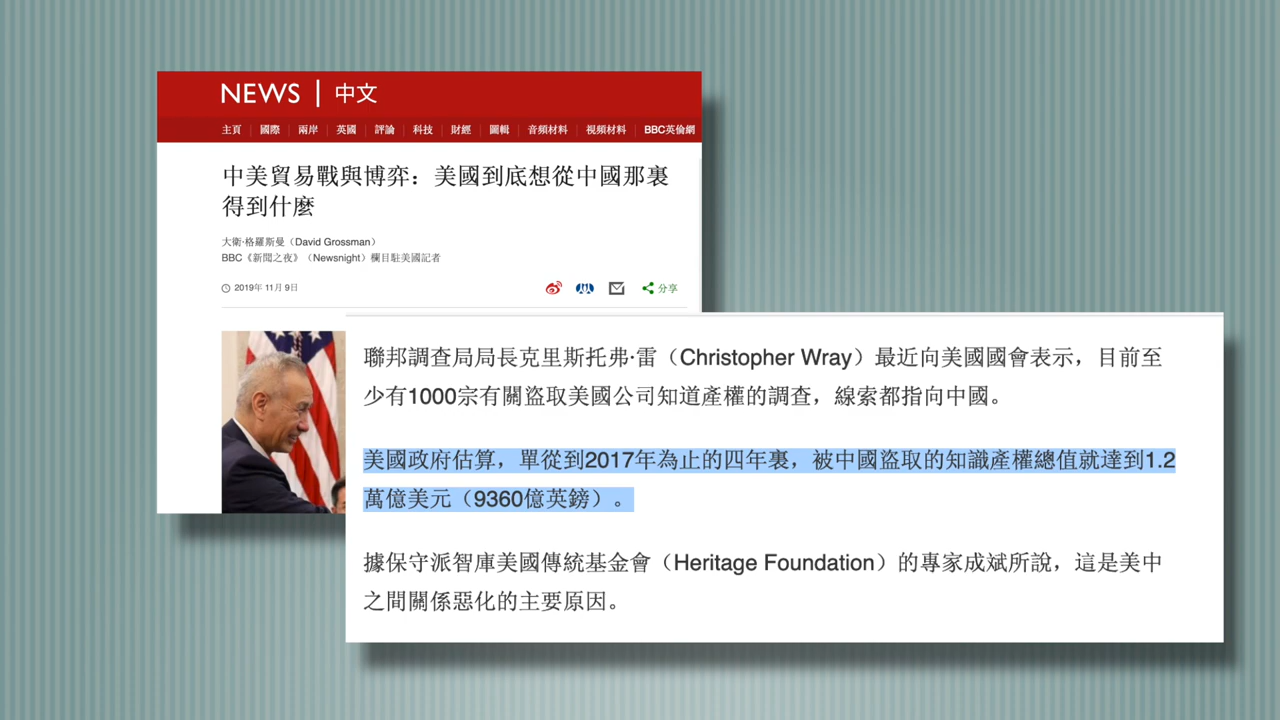 NEWS | 中文
主頁 國際 兩岸 英國 評論 科技 財經 圖輯 音頻材料 視頻材料 BBC英倫網
中美貿易戰與博弈：美國到底想從中國那裏
得到什麼
大衛·格羅斯曼（David Grossman）
BBC《新聞之夜》（Newsnight）欄目駐美國記者
2019年 11月 9日
分享
聯邦調查局局長克里斯托弗·雷（Christopher Wray）最近向美國國會表示，目前至
少有1000宗有關盜取美國公司知道產權的調查，線索都指向中國。
美國政府估算，單從到2017年為止的四年裏，被中國盜取的知識產權總值就達到1.2
萬億美元（9360億英鎊）。
據保守派智庫美國傳統基金會（Heritage Foundation）的專家成斌所說，這是美中
之間關係惡化的主要原因。